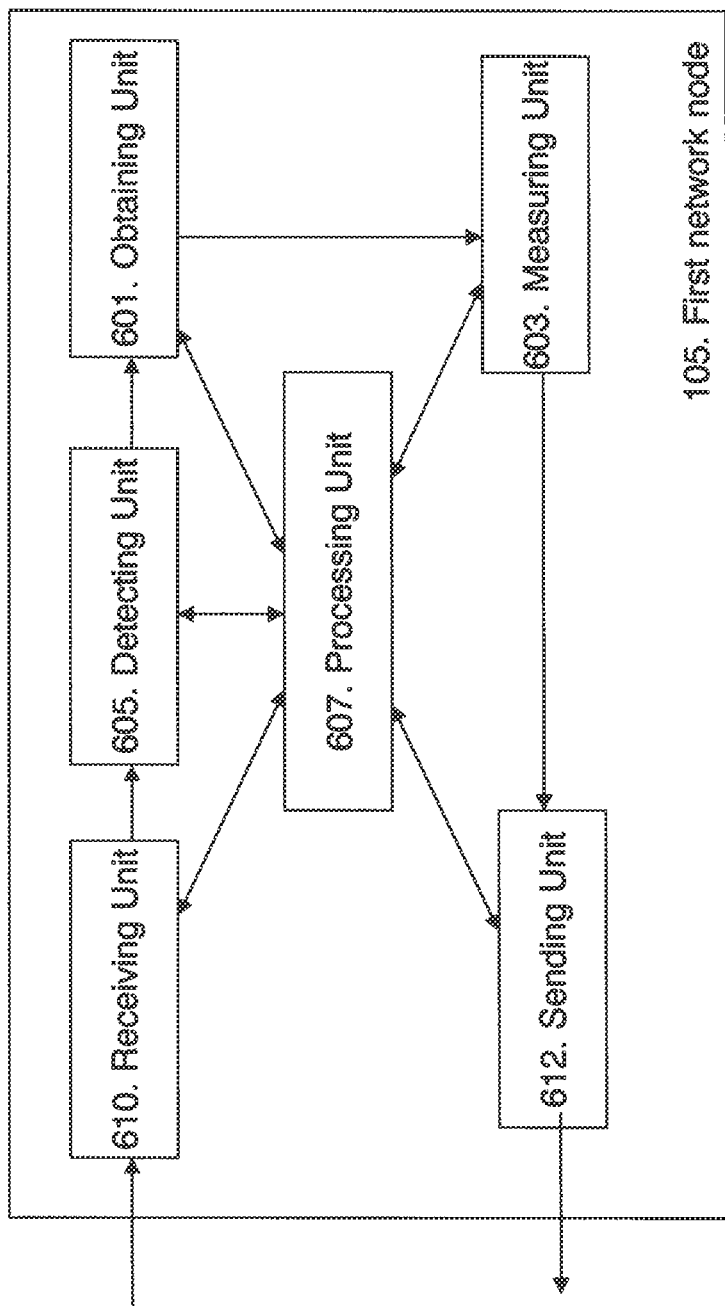 610. Receiving Unit
605. Detecting Unit
601. Obtaining Unit
607. Processing Unit
612. Sending Unit
603. Measuring Unit
105. First network node